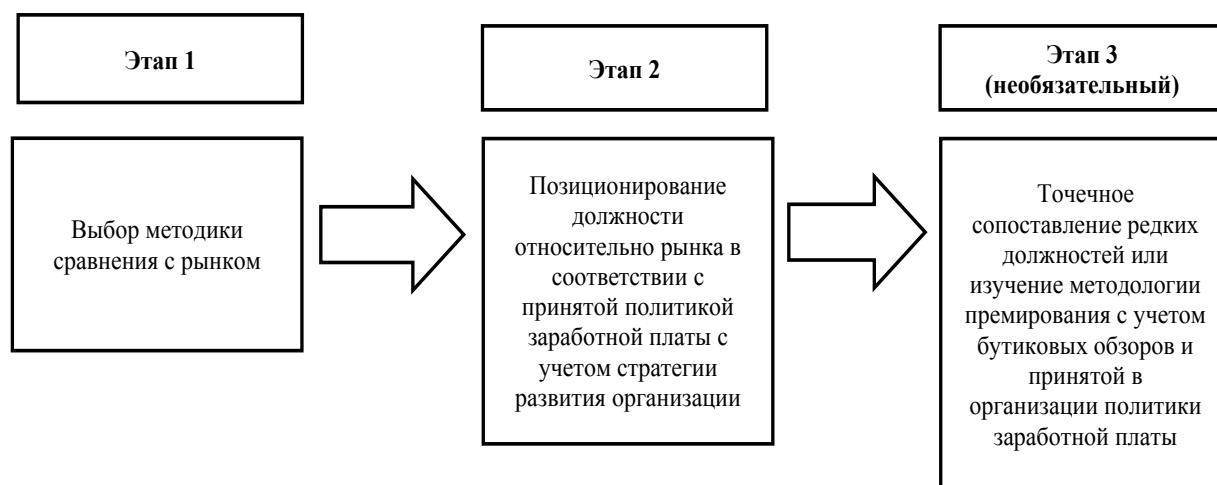 Этап 1
Выбор методики
сравнения с рынком
Этап 2
Позиционирование
должности
относительно рынка в
соответствии с
принятой политикой
заработной платы с
учетом стратегии
развития организации
Этап 3
(необязательный)
Точечное
сопоставление редких
должностей или
изучение методологии
премирования с учетом
бутиковых обзоров и
принятой в
организации политики
заработной платы